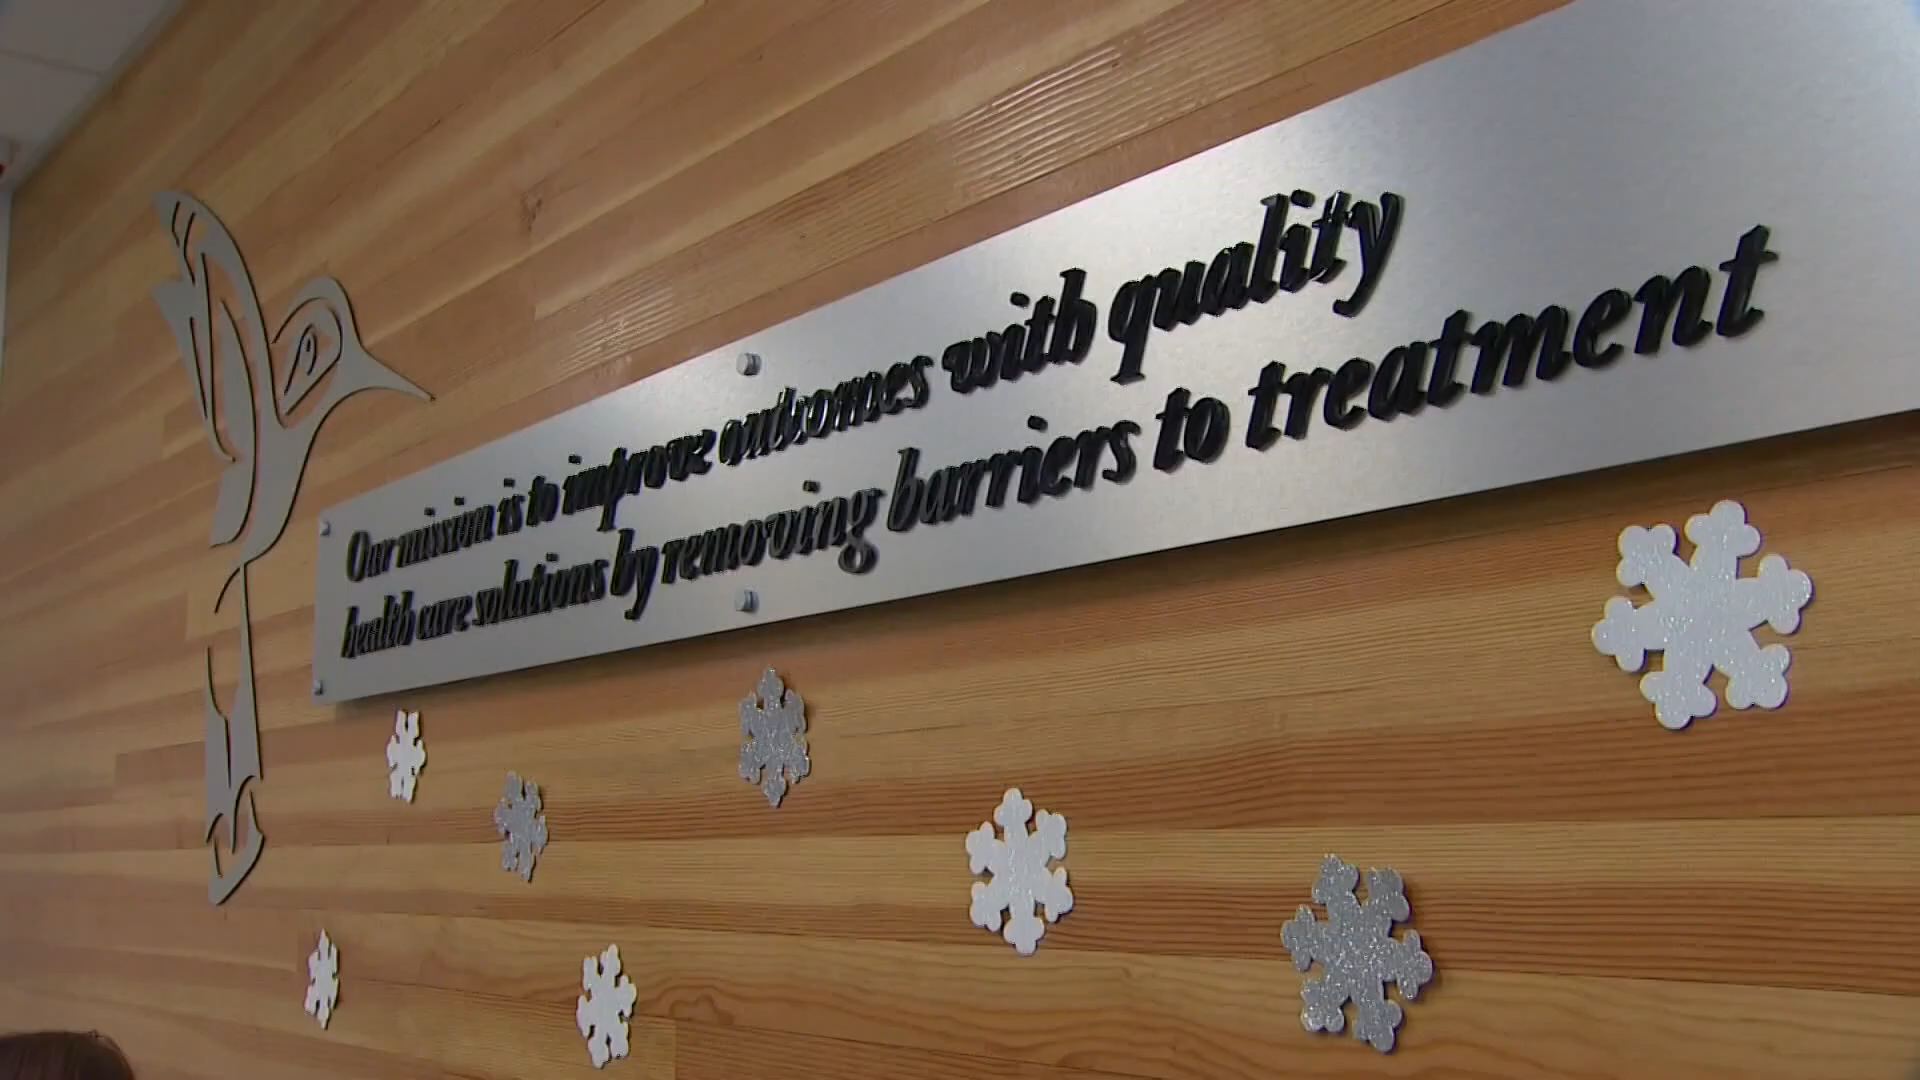 Our mission is to improve outcomes with quality
health care solutions by removing barriers to treatment